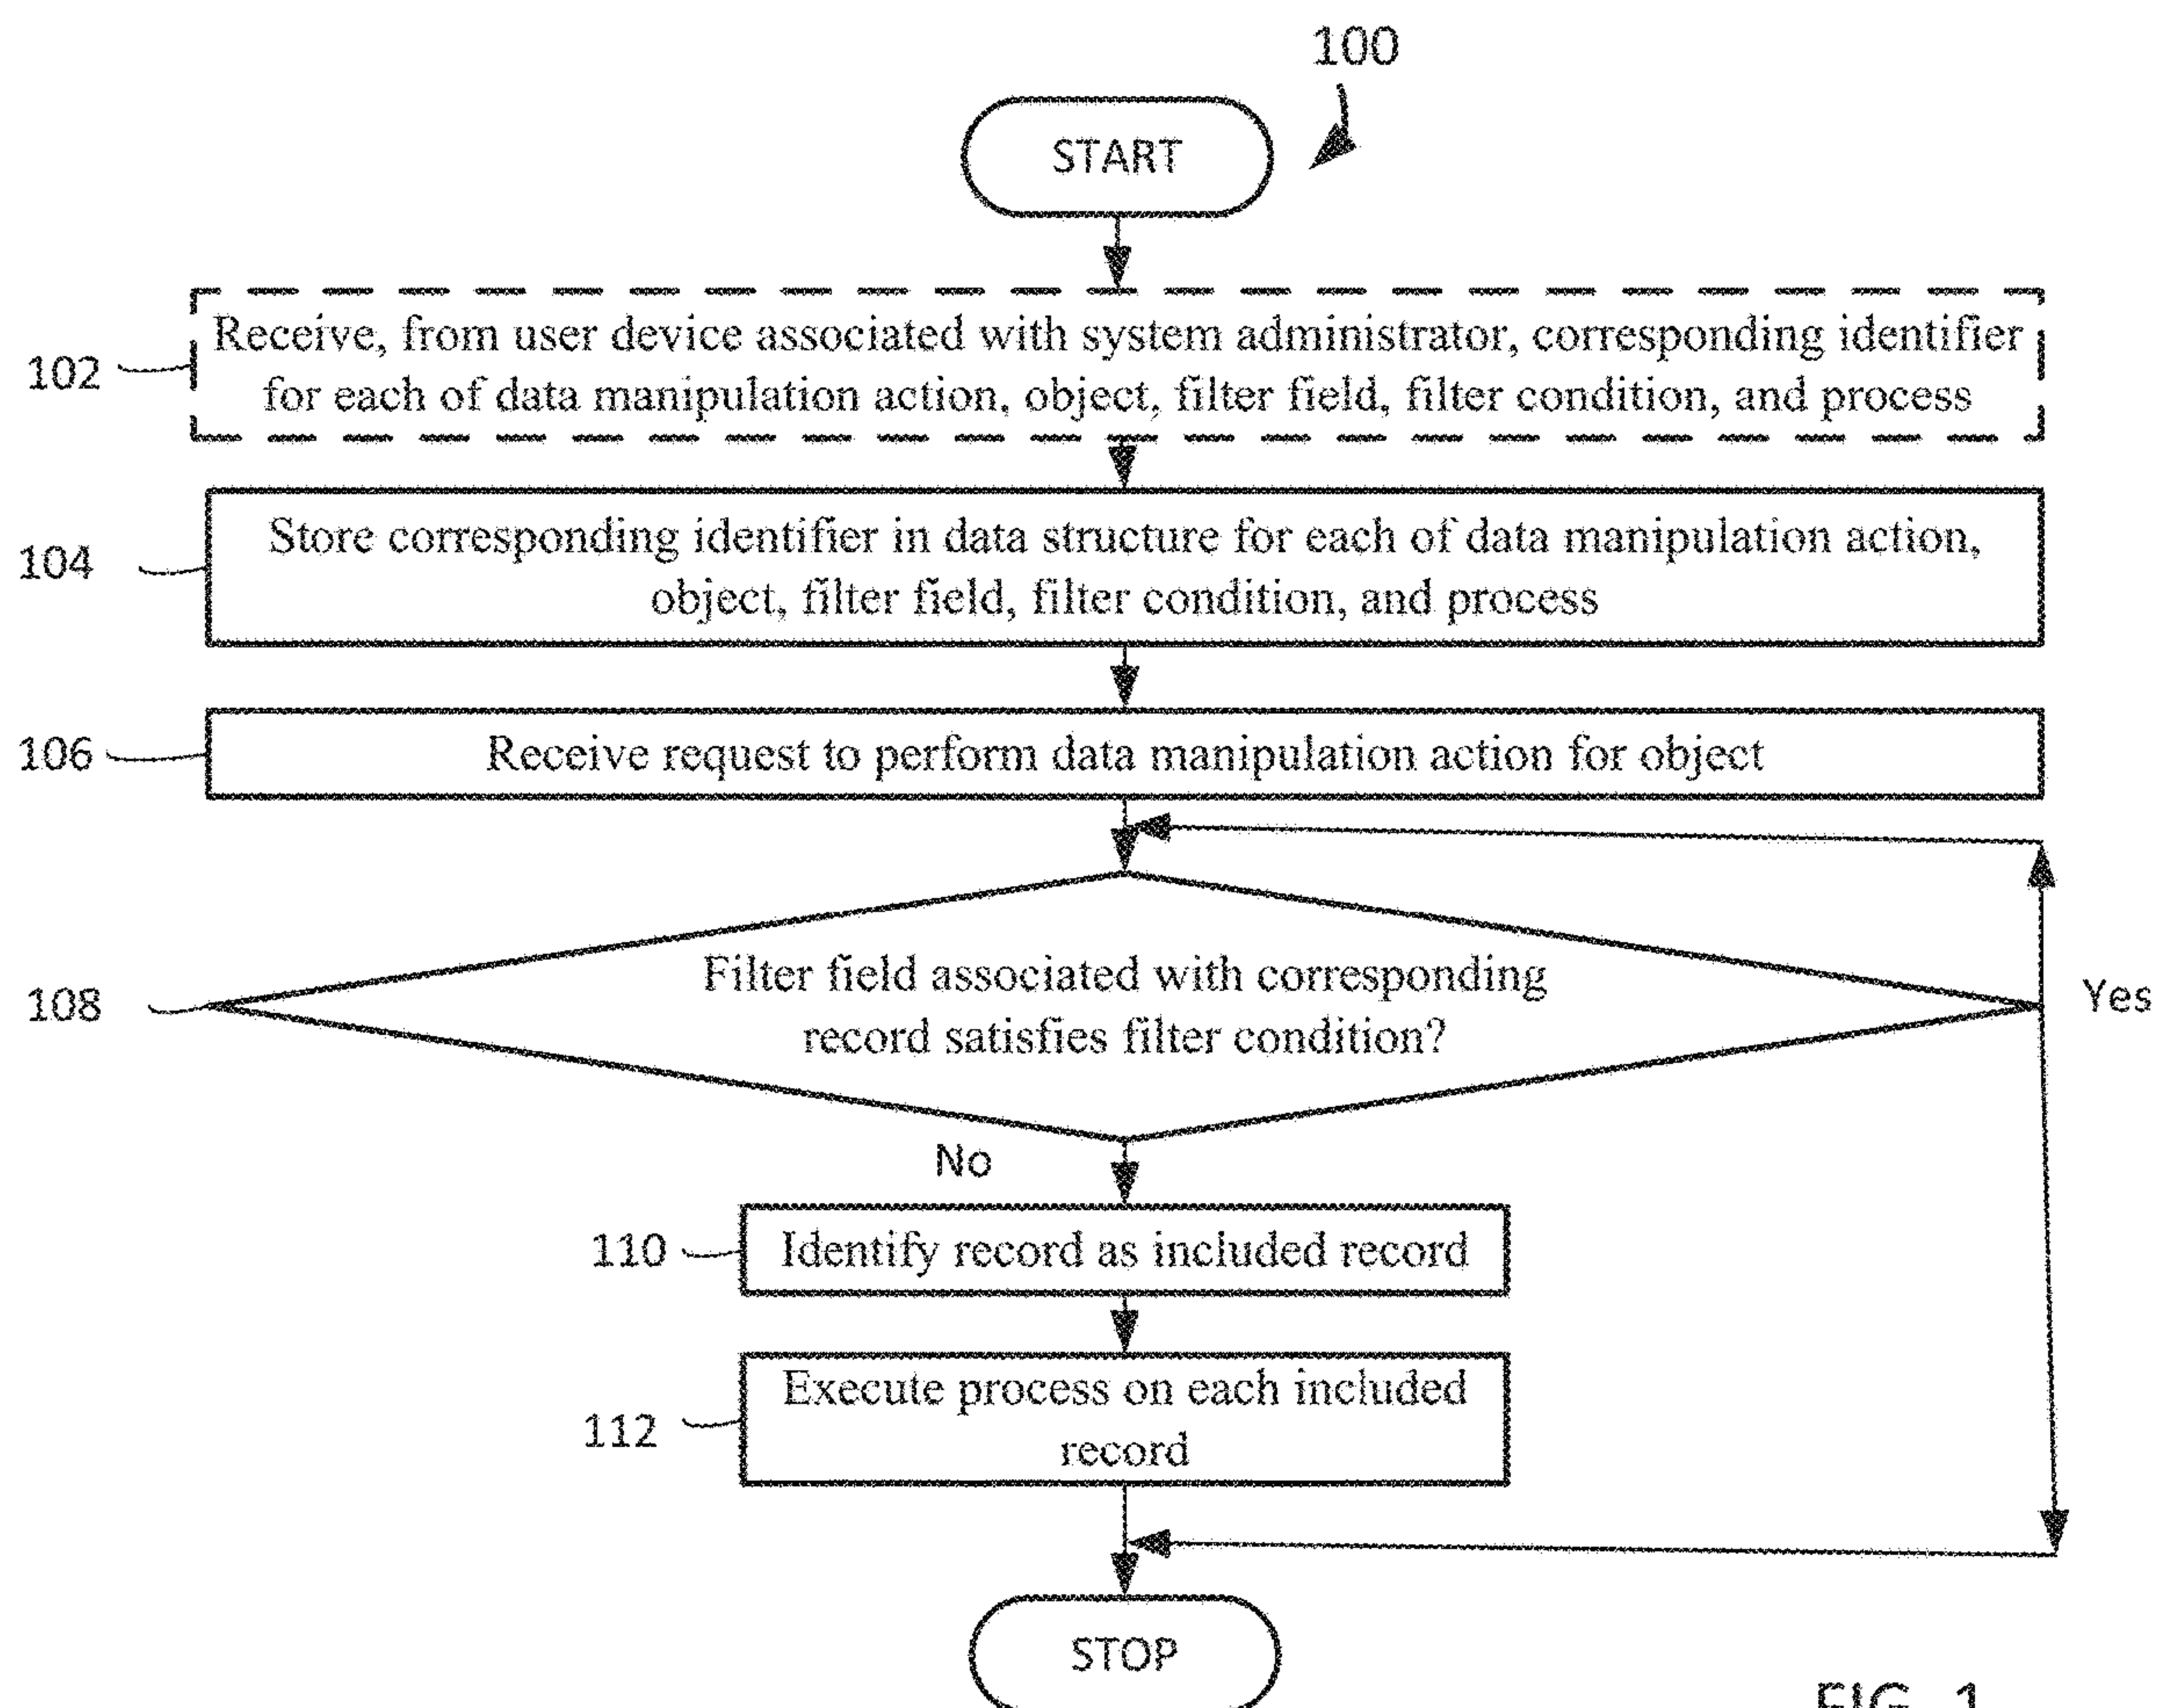 100
START
102
Receive, from user device associated with system administrator, corresponding identifier
for each of data manipulation action, object, filter field, filter condition, and process
104
Store corresponding identifier in data structure for each of data manipulation action,
object, filter field, filter condition, and process
106
Receive request to perform data manipulation action for object
108
Filter field associated with corresponding
record satisfies filter condition?
Yes
No
110
Identify record as included record
112
Execute process on each included
record
STOP
FIG. 1